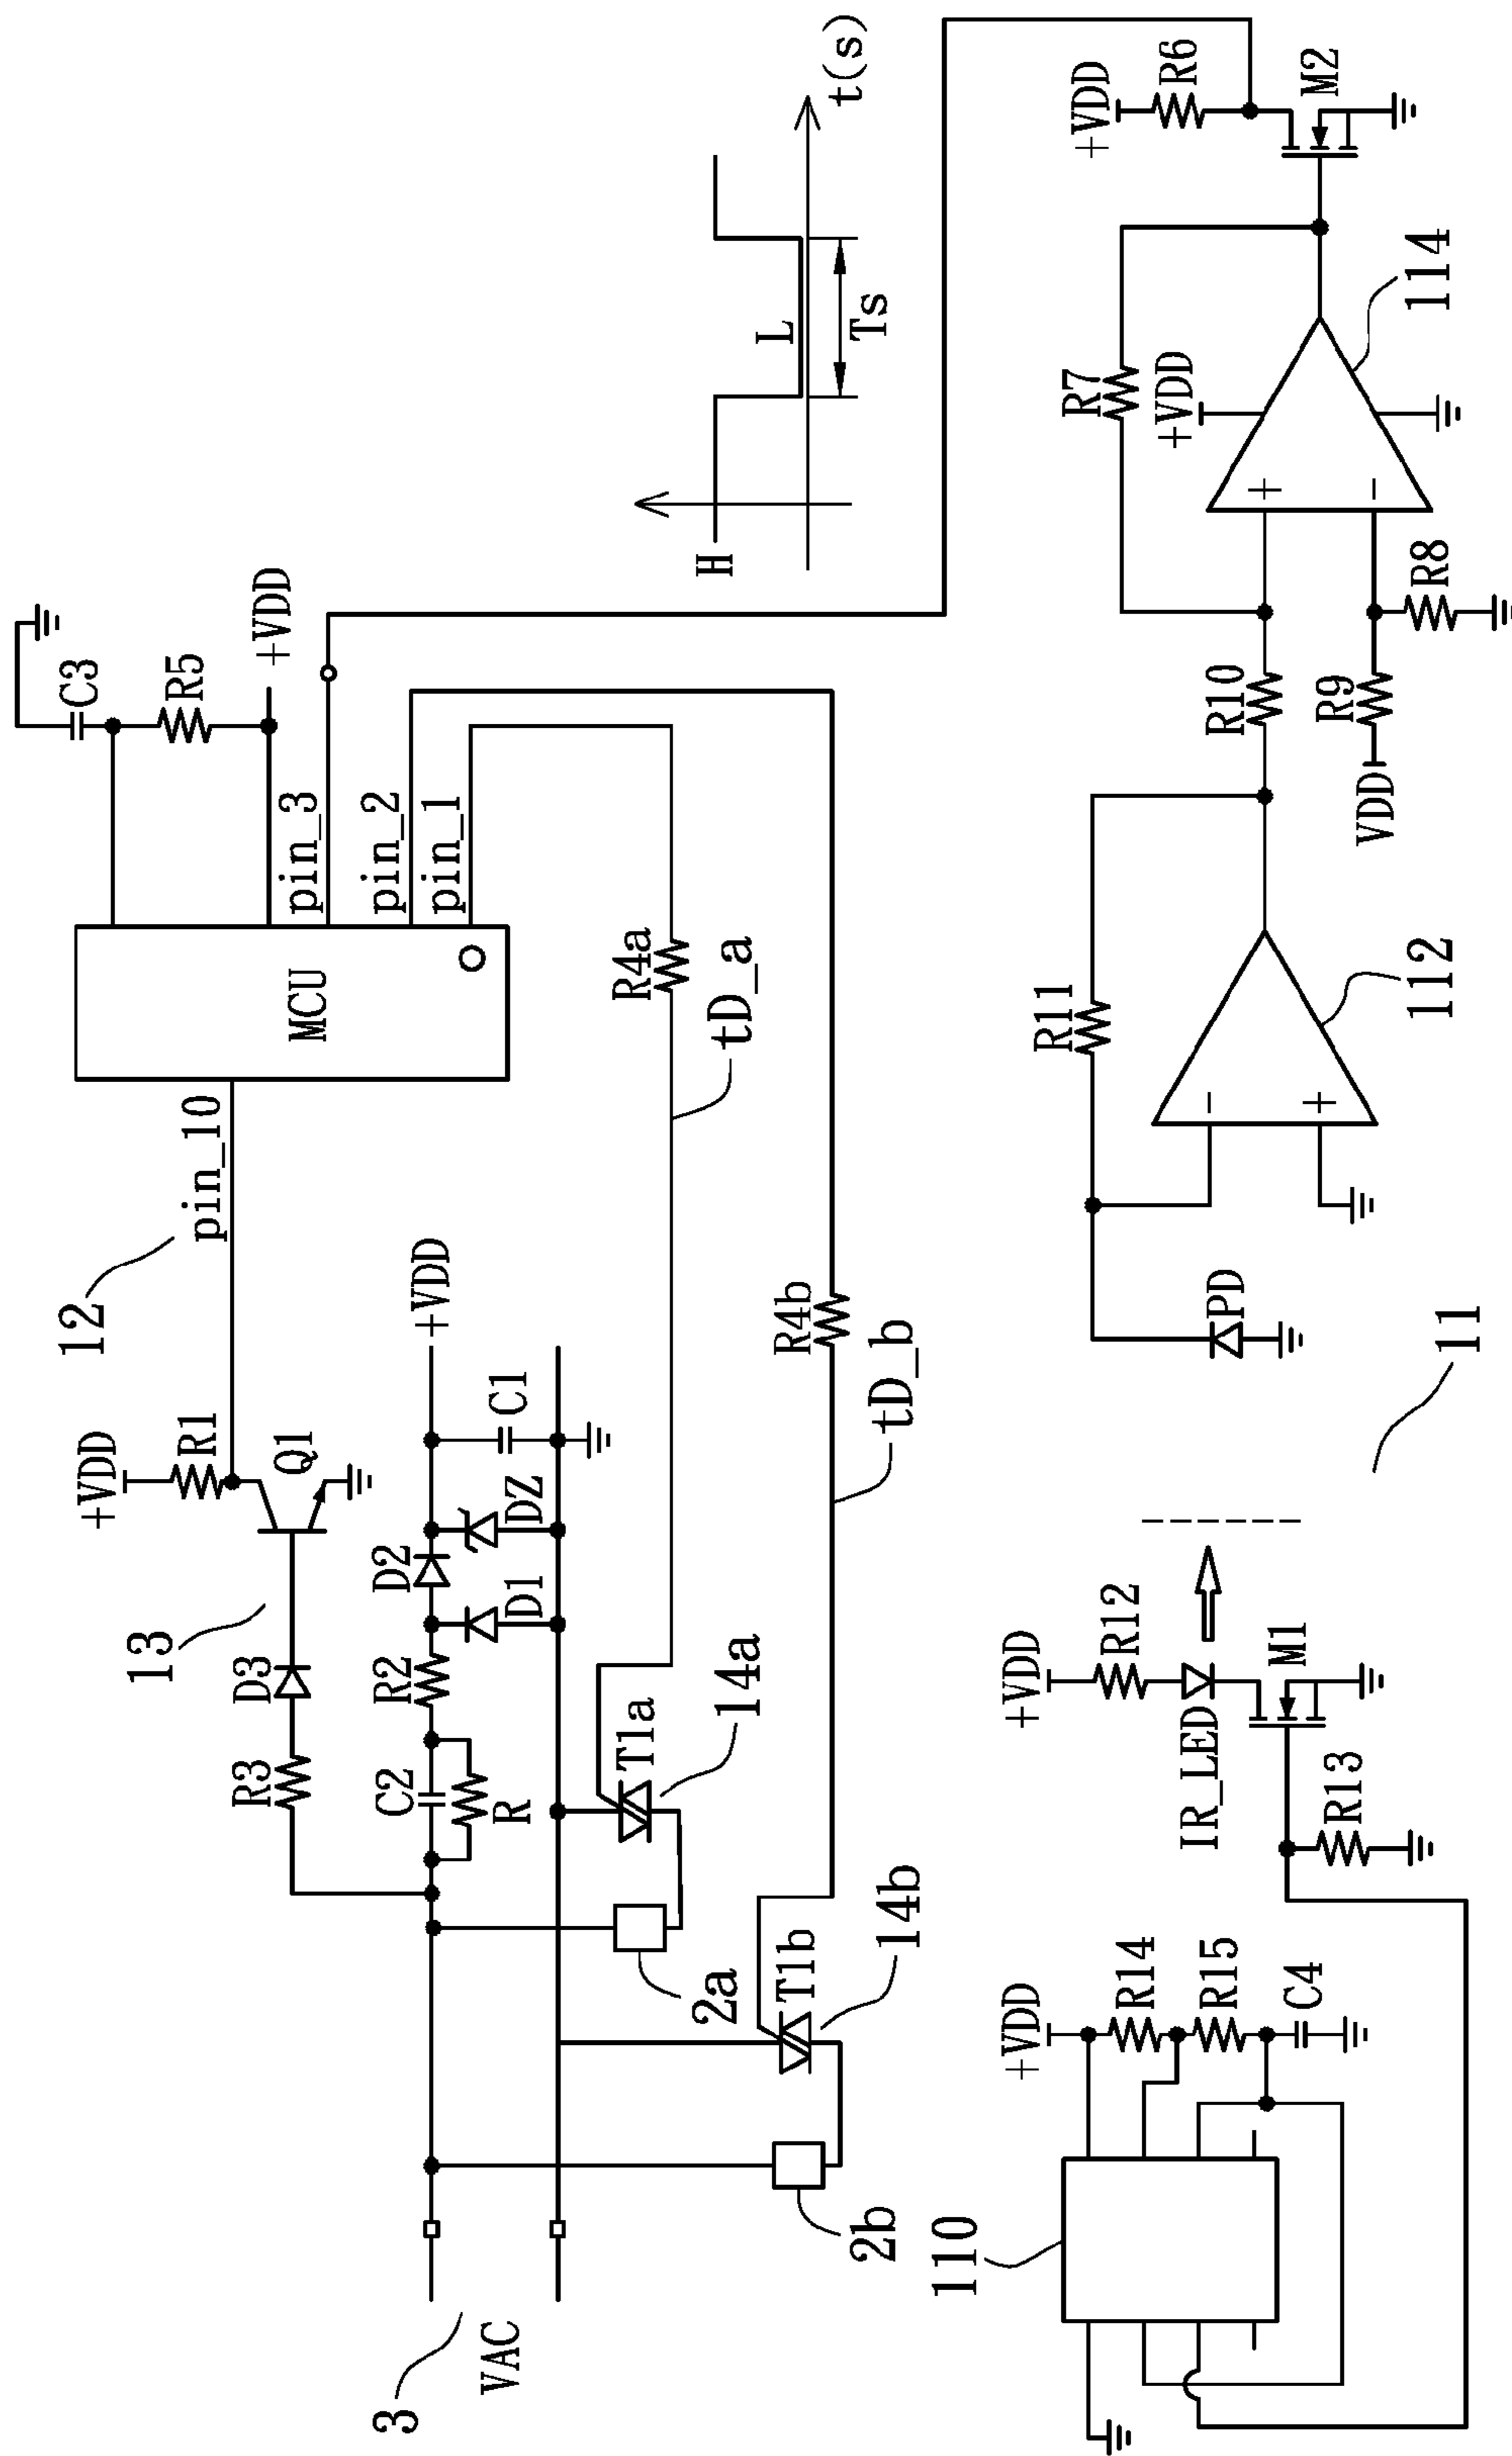 3
VAC
R3
D3
13
+VDD
R1
Q1
12
pin_10
MCU
C3
R5
+VDD
pin_3
pin_2
pin_1
C2
R
R2
D2
D1
DZ
C1
+VDD
2a
T1a
14a
R4a
tD_a
2b
T1b
14b
R4b
tD_b
H
L
Ts
t(s)
110
+VDD
R14
R15
C4
+VDD
R12
IR_LED
M1
R13
11
PD
R11
-
+
112
R10
R9
VDD
R8
R7
+VDD
+
-
114
+VDD
R6
M2